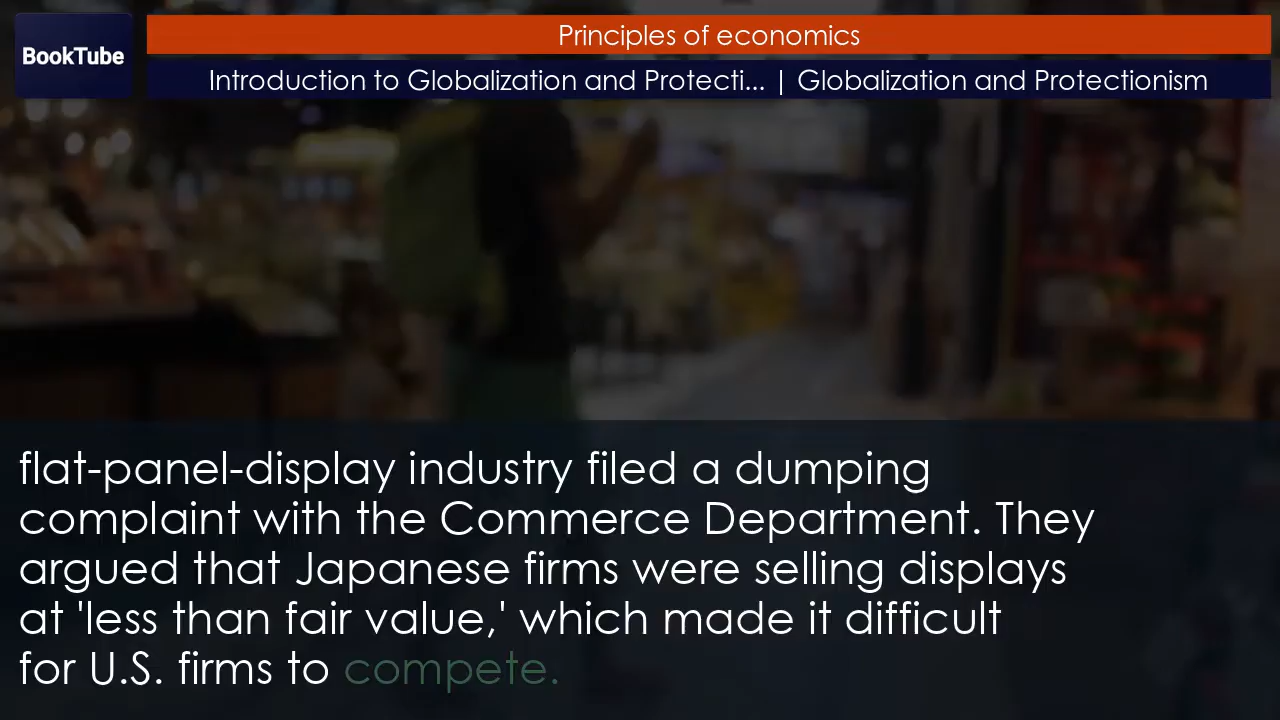 BookTube
Principles of economics
Introduction to Globalization and Protecti... | Globalization and Protectionism
flat-panel-display industry filed a dumping
complaint with the Commerce Department. They
argued that Japanese firms were selling displays
at 'less than fair value,' which made it difficult
for U.S. firms to compete.